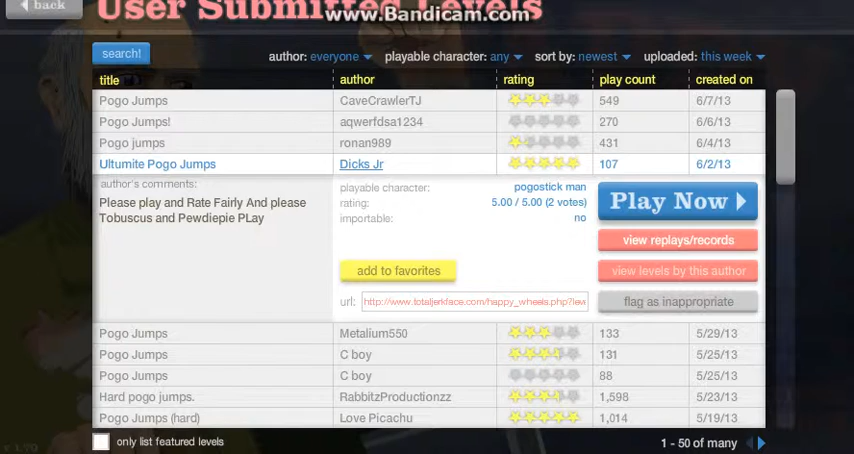 back
User Submitted Levels
www.Bandicam.com
search!
author: everyone playable character: any sort by: newest uploaded: this week
title author rating play count created on
Pogo Jumps CaveCrawlerTJ 549 6/7/13
Pogo Jumps! aqwerfdsa1234 270 6/6/13
Pogo jumps ronan989 431 6/4/13
Ultumite Pogo Jumps Dicks Jr 107 6/2/13
author's comments:
Please play and Rate Fairly And please
Tobuscus and Pewdiepie PLay
playable character: pogostick man
rating: 5.00 / 5.00 (2 votes)
importable: no
add to favorites
url: http://www.totaljerkface.com/happy_wheels.php?lev
Play Now
view replays/records
view levels by this author
flag as inappropriate
Pogo Jumps Metalium550 133 5/29/13
Pogo Jumps C boy 131 5/25/13
Pogo Jumps C boy 88 5/25/13
Hard pogo jumps. RabbitzProductionzz 1,598 5/23/13
Pogo Jumps (hard) Love Picachu 1,014 5/19/13
only list featured levels
1 - 50 of many
v 1.70